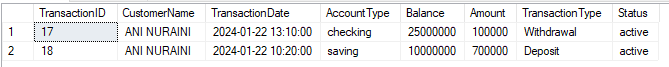 TransactionID CustomerName TransactionDate AccountType Balance Amount TransactionType Status
1 17 ANI NURAINI 2024-01-22 13:10:00 checking 25000000 100000 Withdrawal active
2 18 ANI NURAINI 2024-01-22 10:20:00 saving 10000000 700000 Deposit active